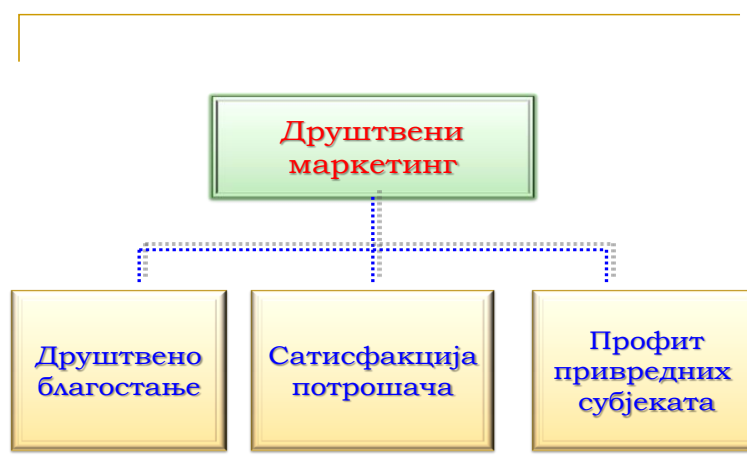 Друштвени
маркетинг
Друштвено
благостање
Сатисфакција
потрошача
Профит
привредних
субјеката